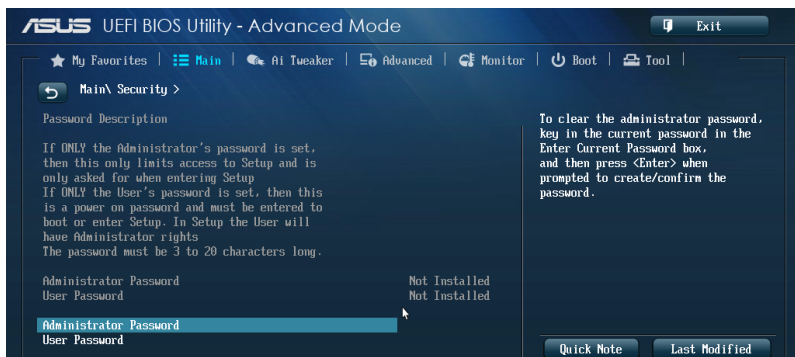 ASUS UEFI BIOS Utility - Advanced Mode
Exit
My Favorites | Main | Ai Tweaker | Advanced | Monitor | Boot | Tool |
Main\ Security >
Password Description
If ONLY the Administrator's password is set,
then this only limits access to Setup and is
only asked for when entering Setup
If ONLY the User's password is set, then this
is a power on password and must be entered to
boot or enter Setup. In Setup the User will
have Administrator rights
The password must be 3 to 20 characters long.
Administrator Password Not Installed
User Password Not Installed
Administrator Password
User Password
To clear the administrator password,
key in the current password in the
Enter Current Password box,
and then press <Enter> when
prompted to create/confirm the
password.
Quick Note Last Modified